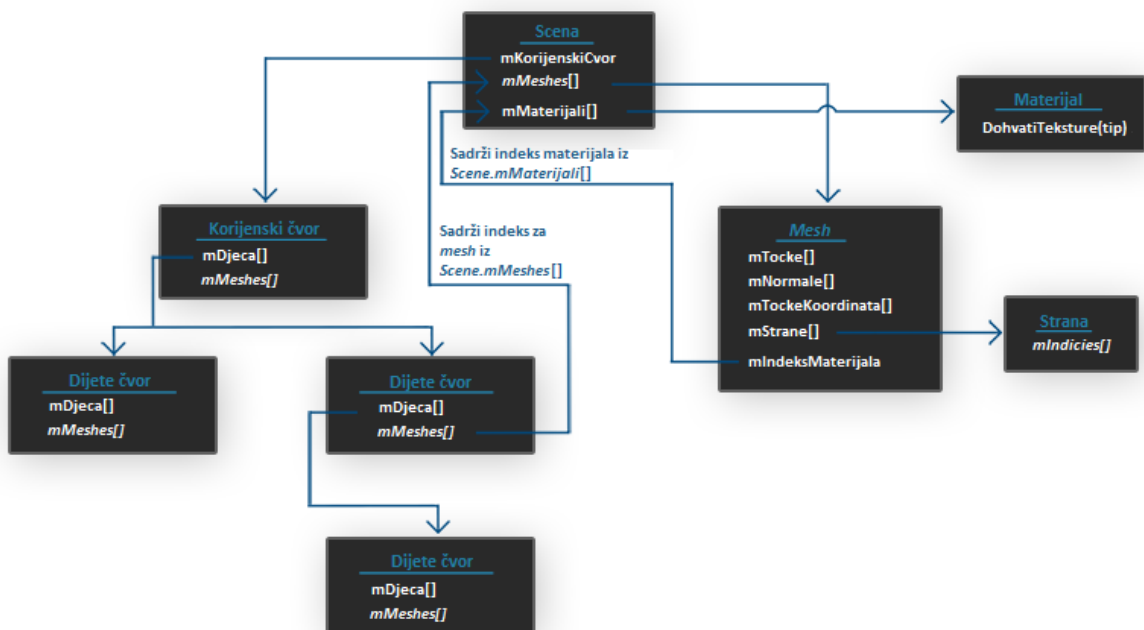 Scena
mKorijenskiCvor
mMeshes[]
mMaterijali[]
Materijal
DohvatiTeksture(tip)
Sadrži indeks materijala iz
Scene.mMaterijali[]
Korijenski čvor
mDjeca[]
mMeshes[]
Sadrži indeks za
mesh iz
Scene.mMeshes[]
Mesh
mTocke[]
mNormale[]
mTockeKoordinata[]
mStrane[]
mIndeksMaterijala
Strana
mIndicies[]
Dijete čvor
mDjeca[]
mMeshes[]
Dijete čvor
mDjeca[]
mMeshes[]
Dijete čvor
mDjeca[]
mMeshes[]